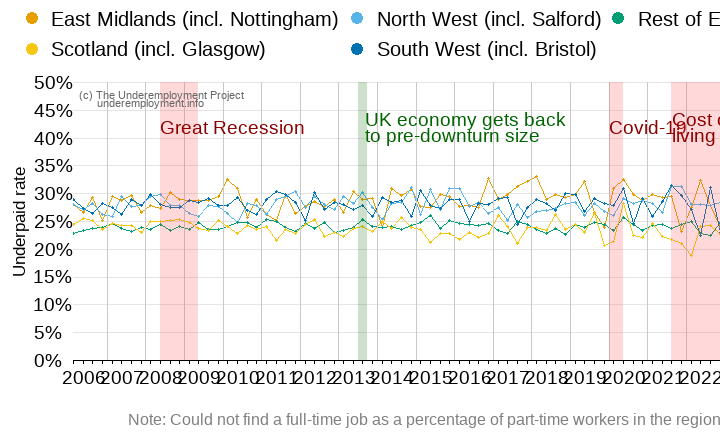 East Midlands (incl. Nottingham) North West (incl. Salford) Rest of E
Scotland (incl. Glasgow) South West (incl. Bristol)
50%
(c) The Underemployment Project
underemployment.info
45%
UK economy gets back
to pre-downturn size
Great Recession
Covid-19
Cost o
living
40%
35%
30%
25%
20%
15%
10%
5%
0%
Underpaid rate
2006 2007 2008 2009 2010 2011 2012 2013 2014 2015 2016 2017 2018 2019 2020 2021 2022
Note: Could not find a full-time job as a percentage of part-time workers in the region